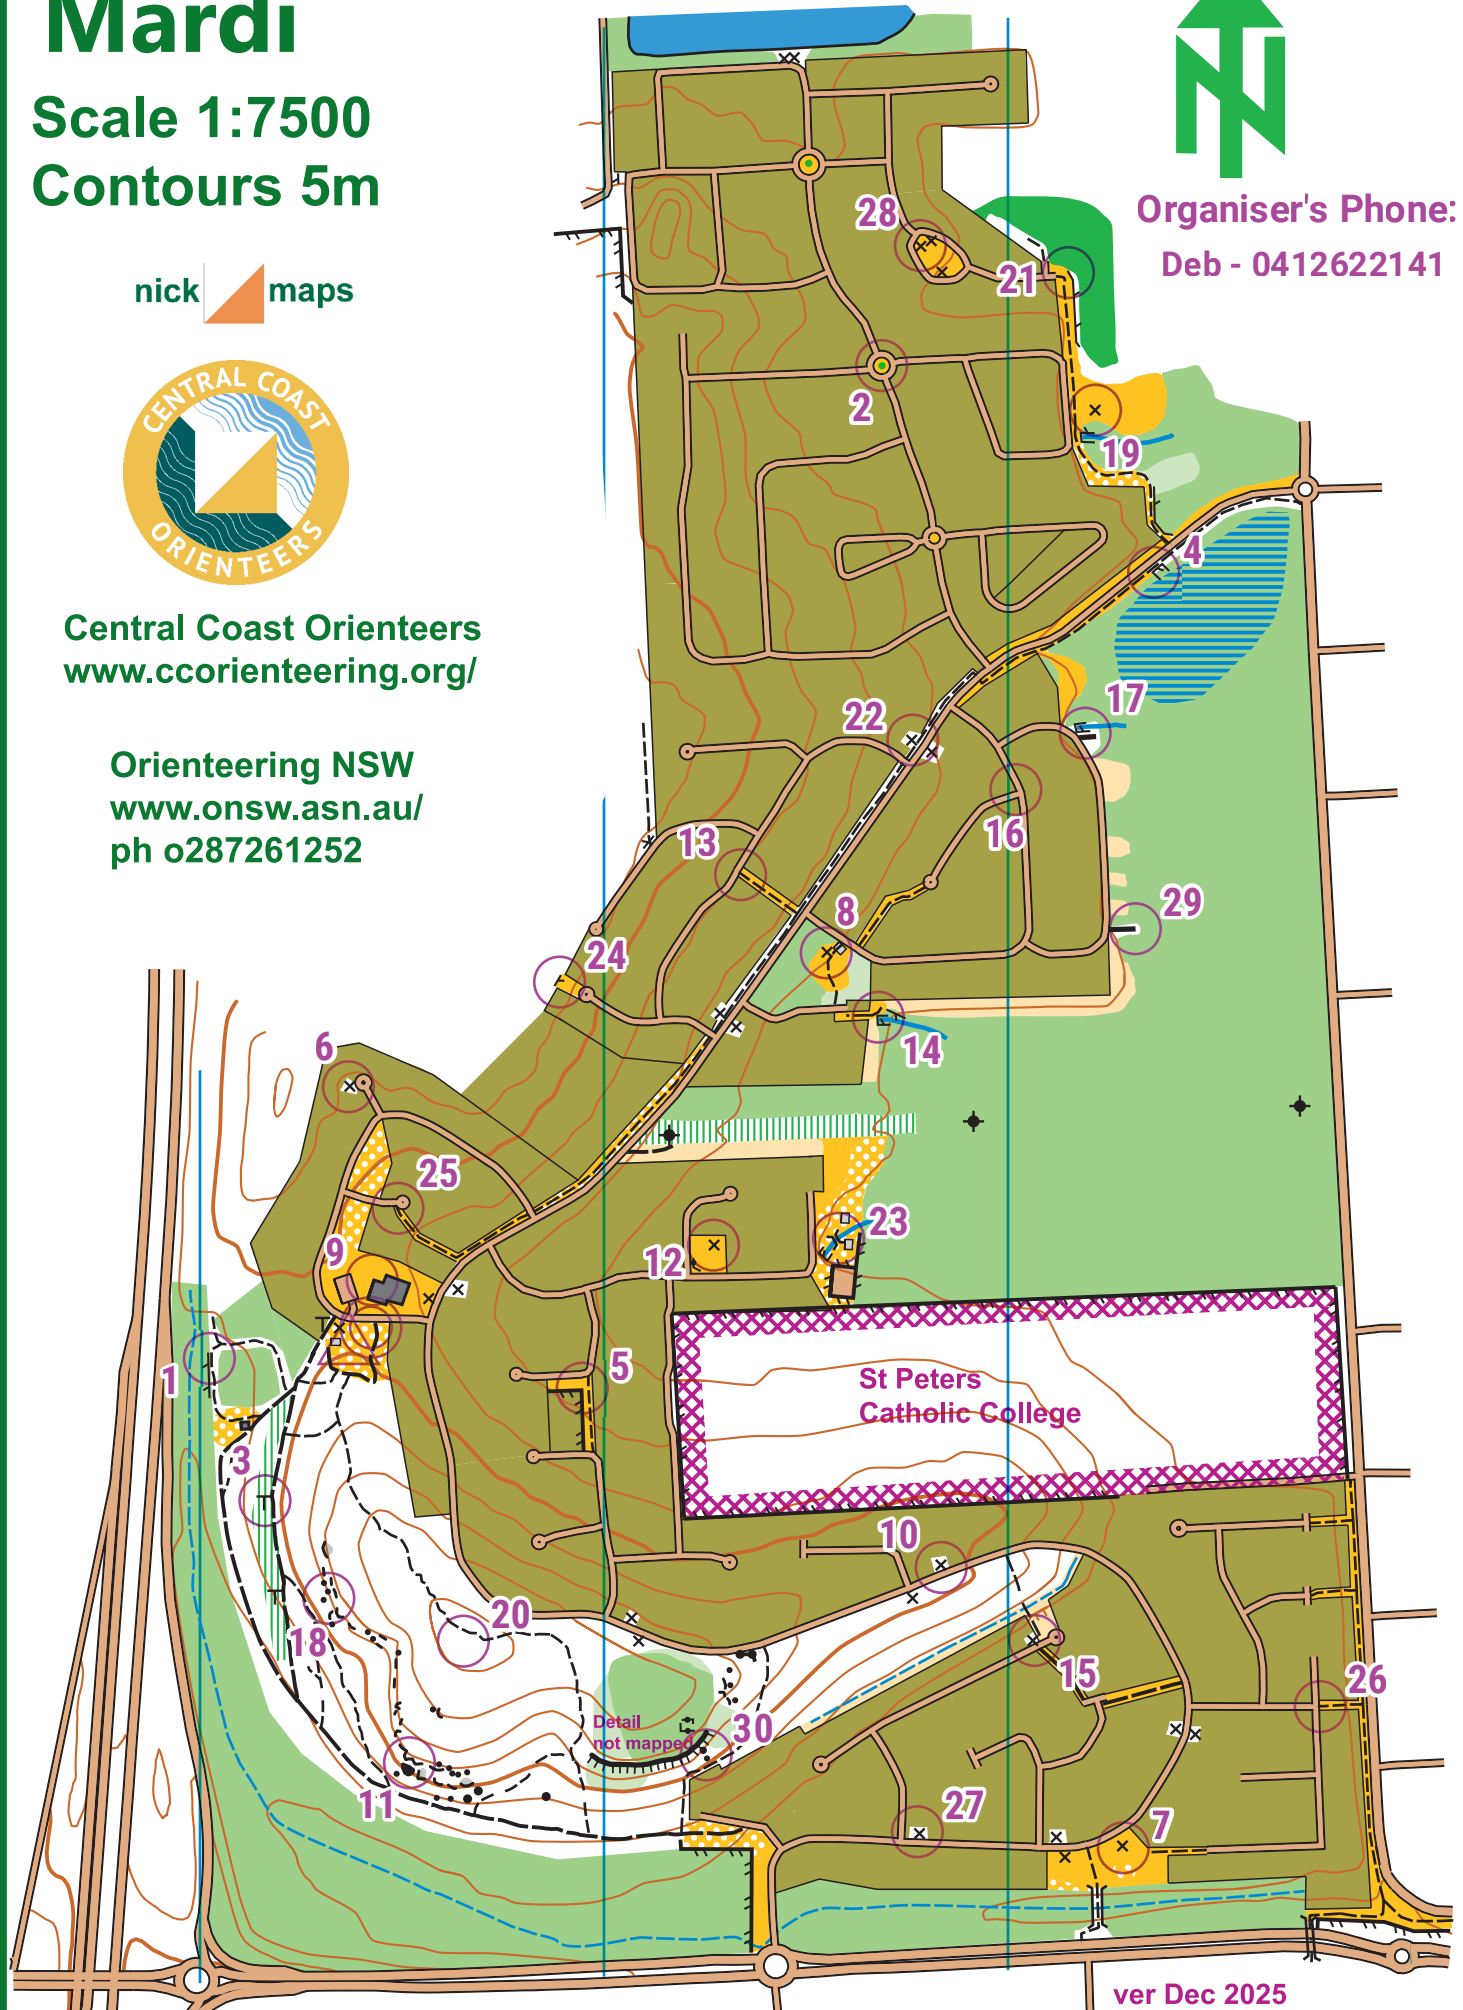 Mardi
Scale 1:7500
Contours 5m
nick maps
CENTRAL COAST
ORIENTEERS
Central Coast Orienteers
www.ccorienteering.org/
Orienteering NSW
www.onsw.asn.au/
ph o287261252
N
Organiser's Phone:
Deb - 0412622141
28
21
2
19
4
17
22
16
13
8
29
24
14
6
25
23
9
12
1
5
St Peters
Catholic College
3
10
20
18
15
26
Detail
not mapped
30
11
27
7
ver Dec 2025